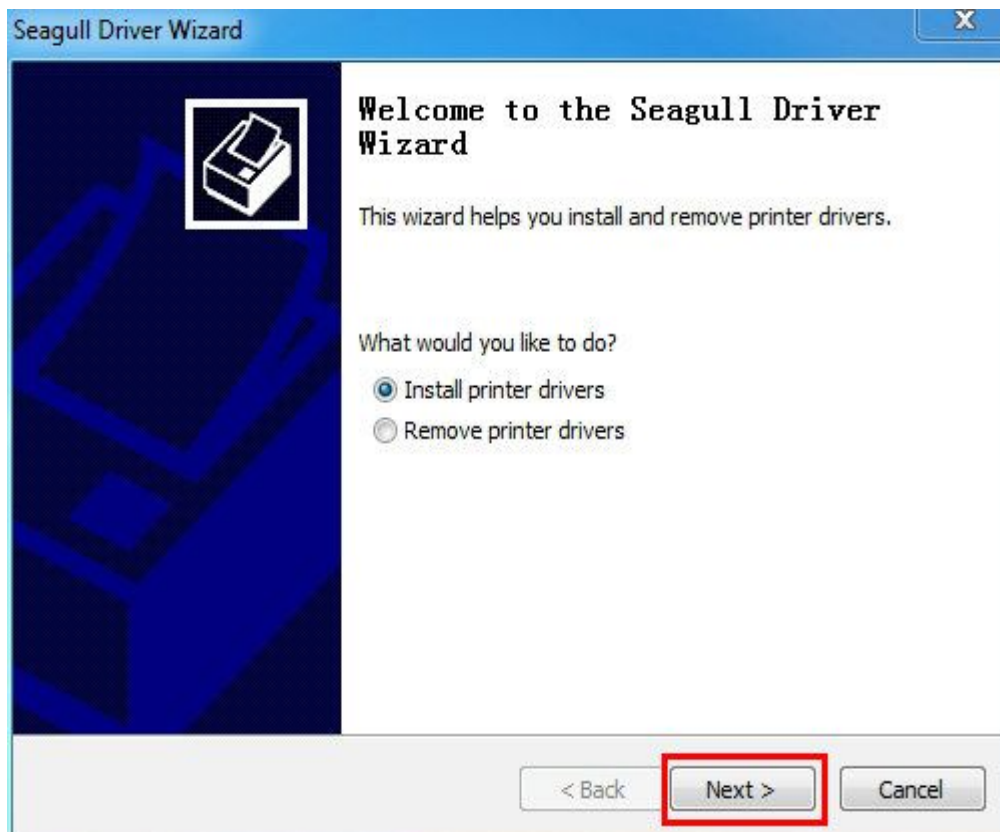 Seagull Driver Wizard
X
Welcome to the Seagull Driver
Wizard
This wizard helps you install and remove printer drivers.
What would you like to do?
Install printer drivers
Remove printer drivers
< Back Next > Cancel